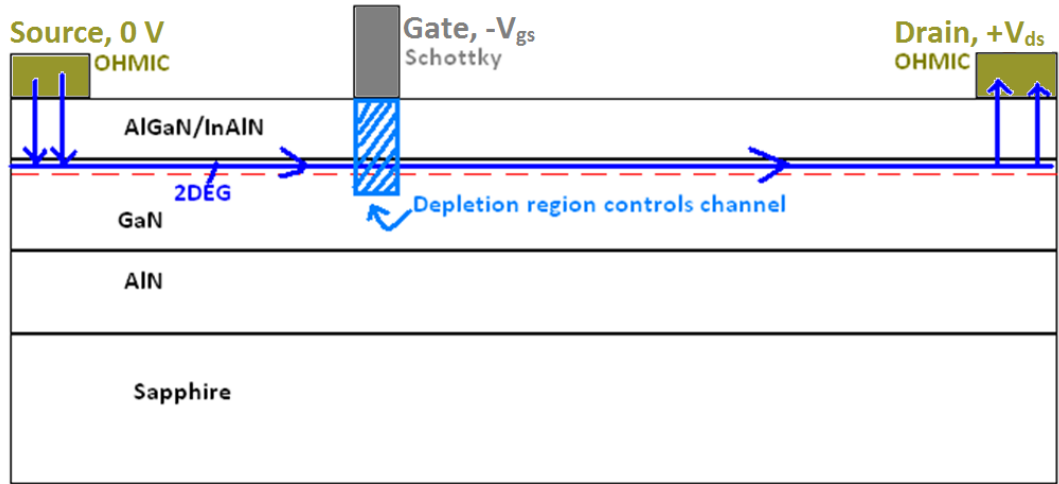 Source, 0 V
OHMIC
Gate, -Vgs
Schottky
Drain, +Vds
OHMIC
AlGaN/InAlN
2DEG
Depletion region controls channel
GaN
AlN
Sapphire